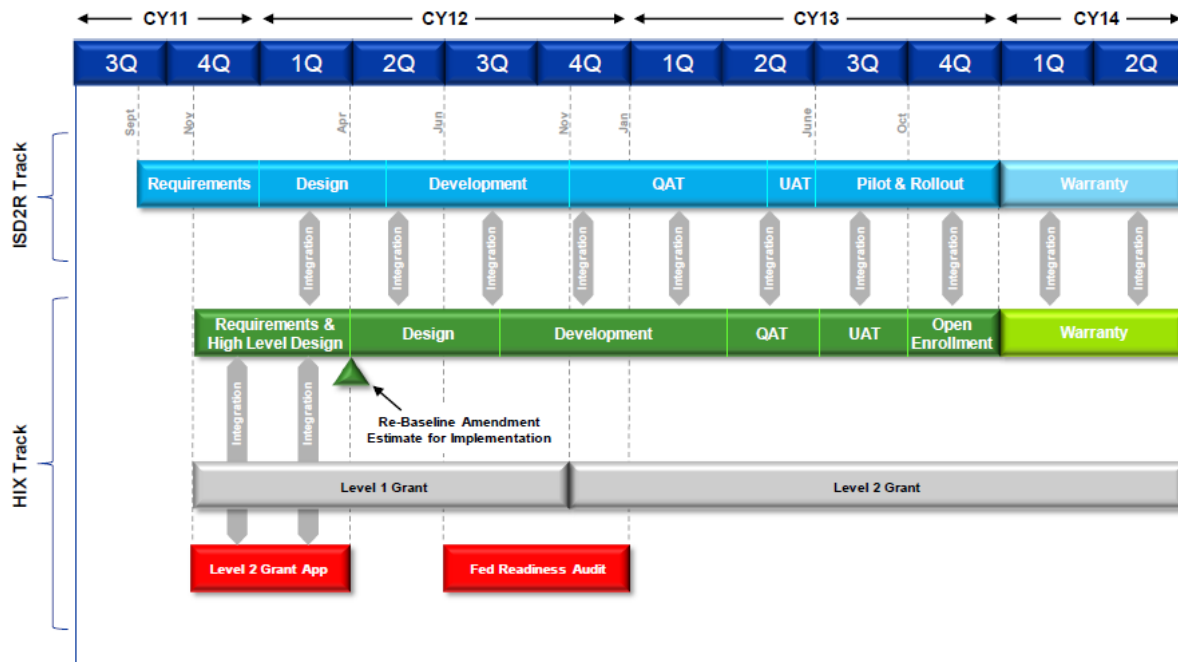 CY11 CY12 CY13 CY14
3Q 4Q 1Q 2Q 3Q 4Q 1Q 2Q 3Q 4Q 1Q 2Q
Sept Nov Apr Jun Nov Jan June Oct
ISD2R Track
Requirements Design Development QAT UAT Pilot & Rollout Warranty
Integration Integration Integration Integration Integration Integration Integration Integration Integration Integration
HIX Track
Requirements &
High Level Design
Design Development QAT UAT
Open
Enrollment
Warranty
Integration Integration
Re-Baseline Amendment
Estimate for Implementation
Level 1 Grant Level 2 Grant
Level 2 Grant App Fed Readiness Audit